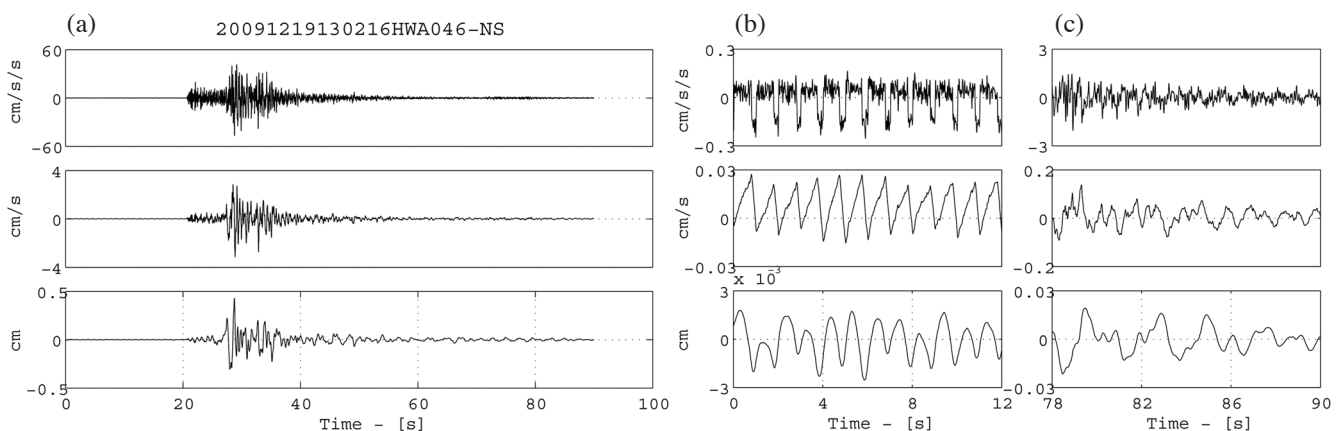 (a)
20091219130216HWA046-NS
(b)
(c)
60
0
-60
cm/s/s
4
0
-4
cm/s
0.5
0
-0.5
cm
0 20 40 60 80 100
Time - [s]
0.3
0
-0.3
cm/s/s
0.03
0
-0.03
cm/s
x 10^-3
3
0
-3
cm
0 4 8 12
Time - [s]
3
0
-3
0.2
0
-0.2
0.03
0
-0.03
78 82 86 90
Time - [s]